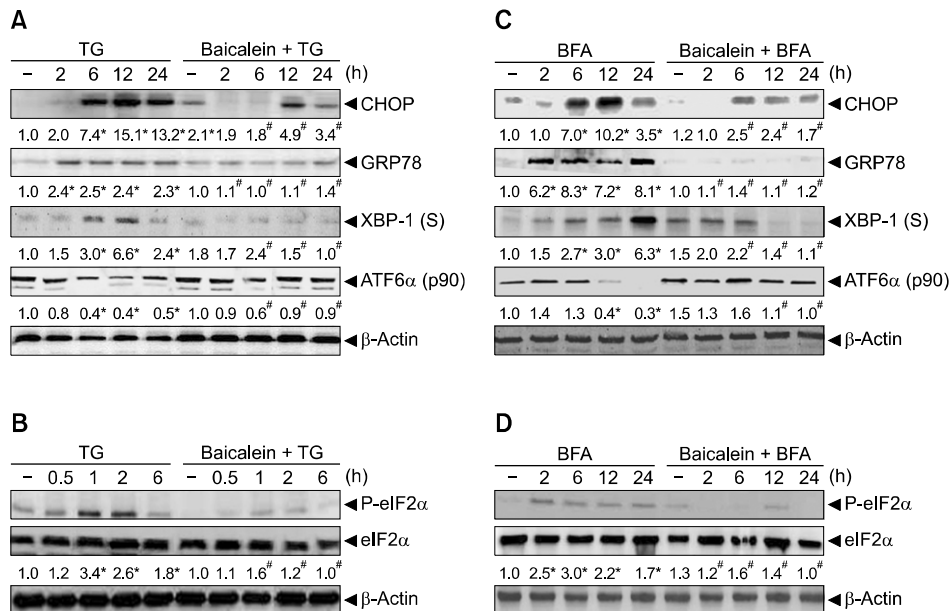 A
TG Baicalein + TG
– 2 6 12 24 – 2 6 12 24 (h)
CHOP
1.0 2.0 7.4* 15.1* 13.2* 2.1* 1.9 1.8# 4.9# 3.4#
GRP78
1.0 2.4* 2.5* 2.4* 2.3* 1.0 1.1# 1.0# 1.1# 1.4#
XBP-1 (S)
1.0 1.5 3.0* 6.6* 2.4* 1.8 1.7 2.4# 1.5# 1.0#
ATF6α (p90)
1.0 0.8 0.4* 0.4* 0.5* 1.0 0.9 0.6# 0.9# 0.9#
β-Actin
C
BFA Baicalein + BFA
– 2 6 12 24 – 2 6 12 24 (h)
CHOP
1.0 1.0 7.0* 10.2* 3.5* 1.2 1.0 2.5# 2.4# 1.7#
GRP78
1.0 6.2* 8.3* 7.2* 8.1* 1.0 1.1# 1.4# 1.1# 1.2#
XBP-1 (S)
1.0 1.5 2.7* 3.0* 6.3* 1.5 2.0 2.2# 1.4# 1.1#
ATF6α (p90)
1.0 1.4 1.3 0.4* 0.3* 1.5 1.3 1.6 1.1# 1.0#
β-Actin
B
TG Baicalein + TG
– 0.5 1 2 6 – 0.5 1 2 6 (h)
P-eIF2α
eIF2α
1.0 1.2 3.4* 2.6* 1.8* 1.0 1.1 1.6# 1.2# 1.0#
β-Actin
D
BFA Baicalein + BFA
– 2 6 12 24 – 2 6 12 24 (h)
P-eIF2α
eIF2α
1.0 2.5* 3.0* 2.2* 1.7* 1.3 1.2# 1.6# 1.4# 1.0#
β-Actin